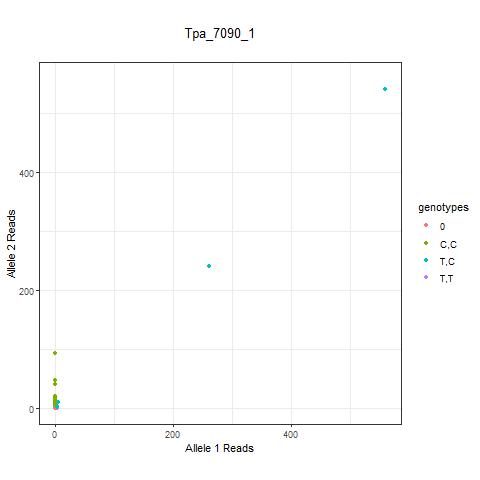 Tpa_7090_1
Allele 2 Reads
400
200
0
0
200
400
Allele 1 Reads
genotypes
0
C,C
T,C
T,T